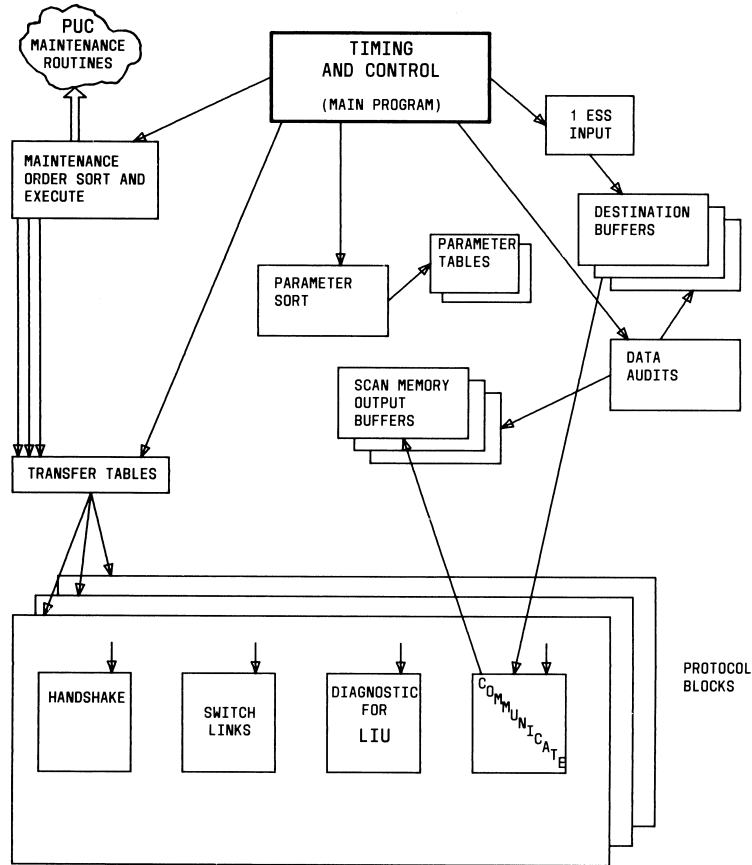 PUC
MAINTENANCE
ROUTINES
TIMING
AND CONTROL
(MAIN PROGRAM)
1 ESS
INPUT
MAINTENANCE
ORDER SORT AND
EXECUTE
DESTINATION
BUFFERS
PARAMETER
TABLES
PARAMETER
SORT
DATA
AUDITS
SCAN MEMORY
OUTPUT
BUFFERS
TRANSFER TABLES
PROTOCOL
BLOCKS
HANDSHAKE
SWITCH
LINKS
DIAGNOSTIC
FOR
LIU
COMMUNICATE